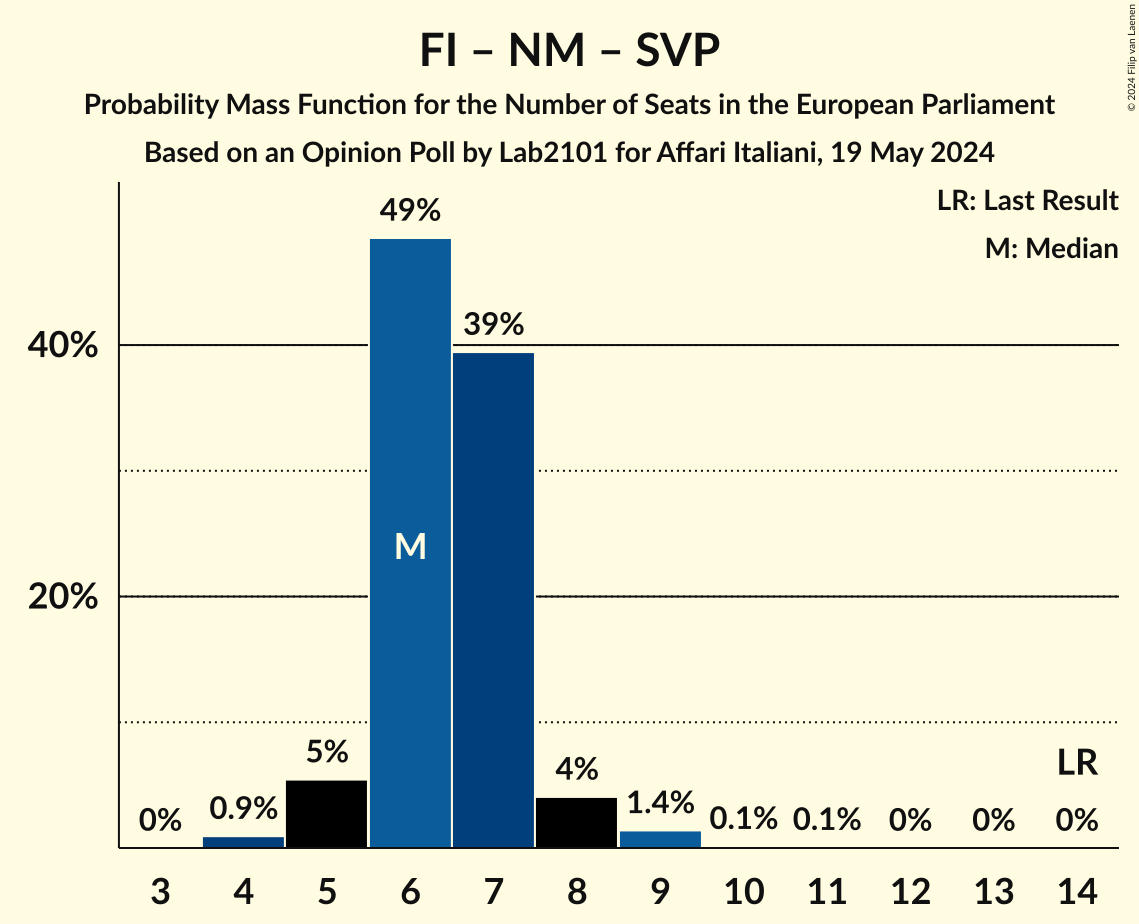 FI – NM – SVP
Probability Mass Function for the Number of Seats in the European Parliament
Based on an Opinion Poll by Lab2101 for Affari Italiani, 19 May 2024
© 2024 Filip van Laenen
LR: Last Result
M: Median
49%
39%
40%
M
20%
5%
4%
LR
0%
0.9%
1.4%
0.1%
0.1%
0%
0%
0%
3 4 5 6 7 8 9 10 11 12 13 14